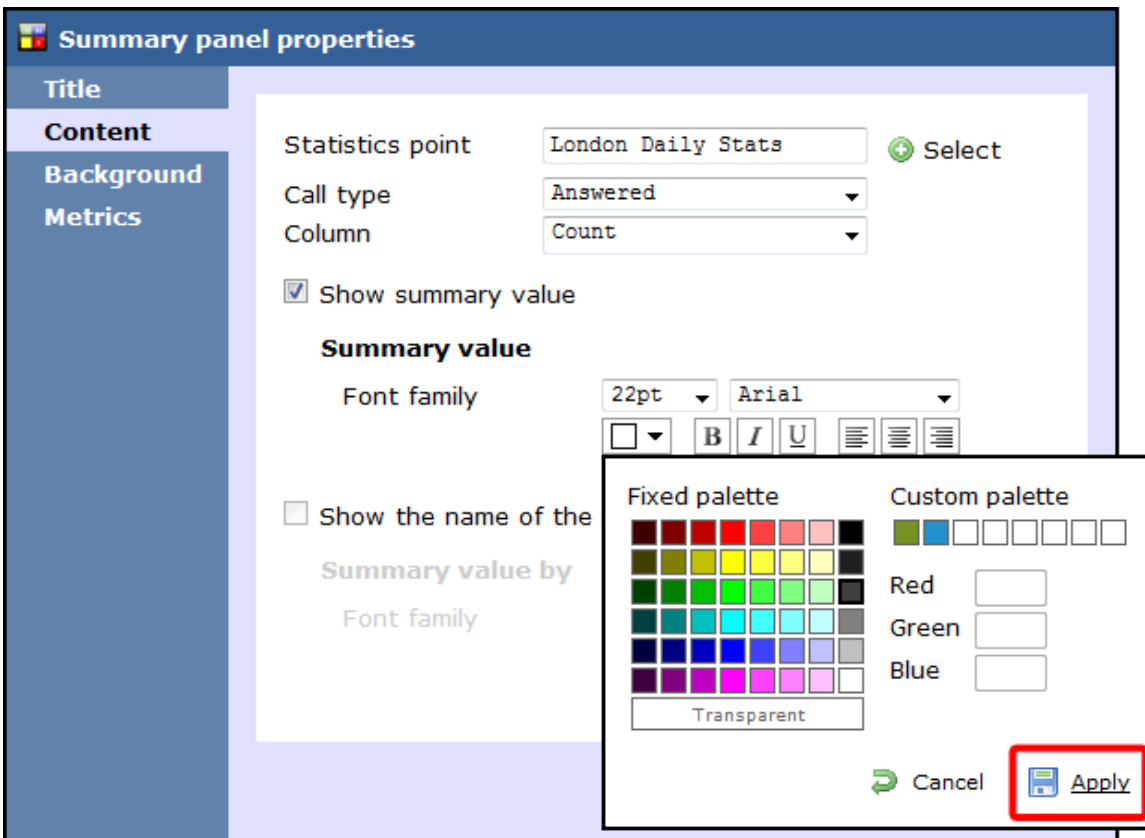 Summary panel properties
Title
Content
Background
Metrics
Statistics point London Daily Stats Select
Call type Answered
Column Count
Show summary value
Summary value
Font family 22pt Arial
B I U
Show the name of the
Summary value by
Font family
Fixed palette
Transparent
Custom palette
Red
Green
Blue
Cancel Apply